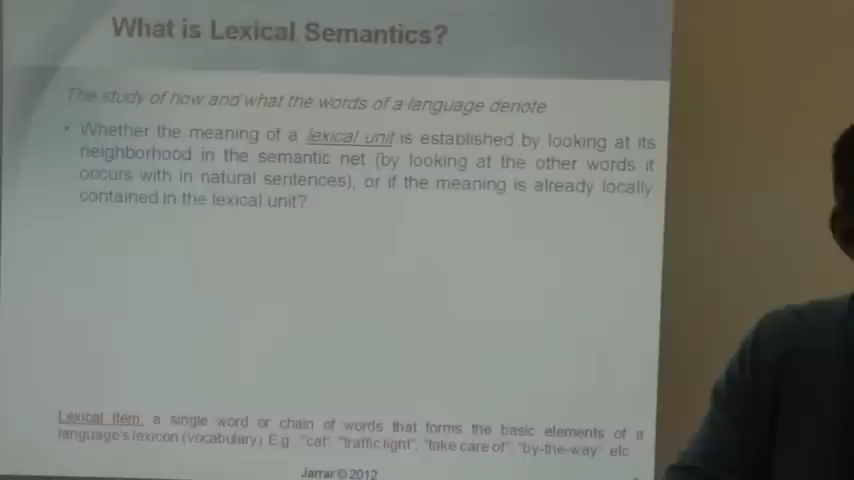 What is Lexical Semantics?
The study of how and what the words of a language denote
• Whether the meaning of a lexical unit is established by looking at its
neighborhood in the semantic net (by looking at the other words it
occurs with in natural sentences), or if the meaning is already locally
contained in the lexical unit?
Lexical Item: a single word or chain of words that forms the basic elements of a
language's lexicon (vocabulary) E.g. "cat" "traffic light", "take care of", "by-the-way" etc
Jarrar © 2012